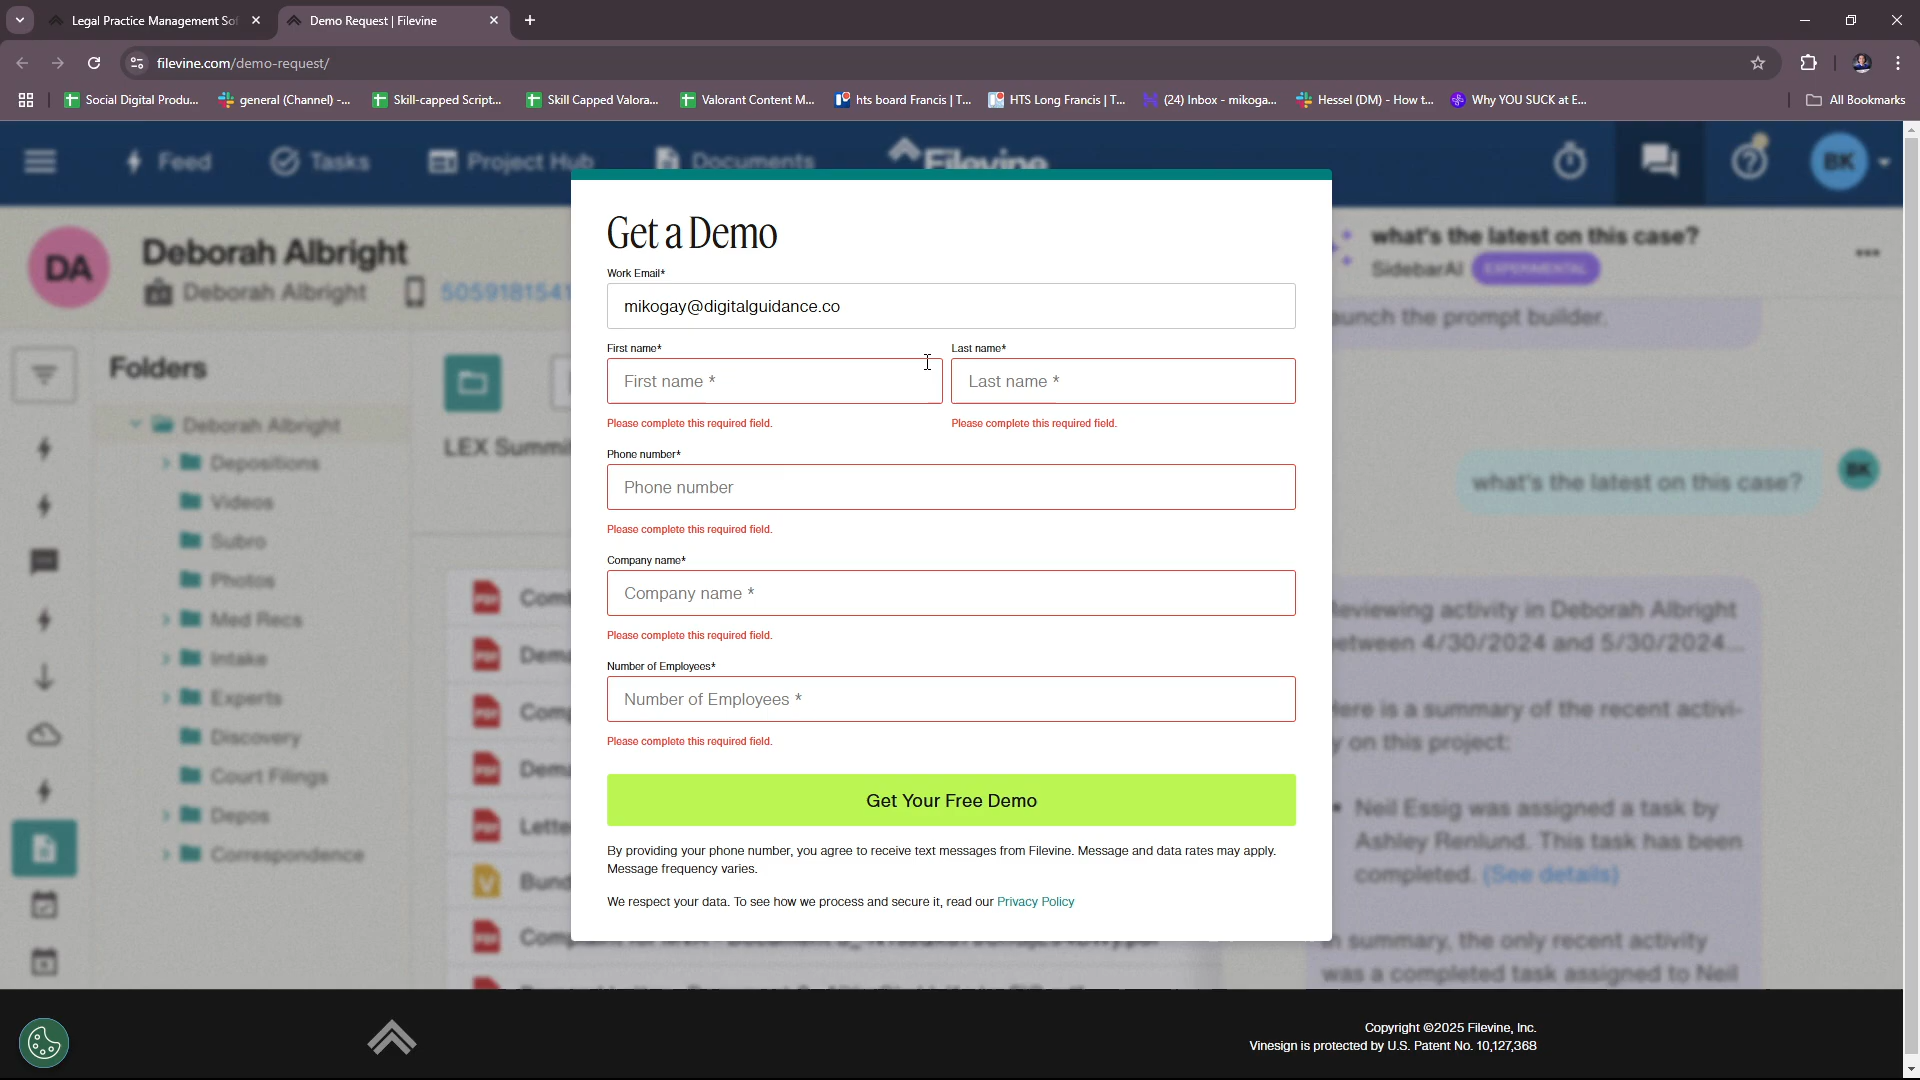 Legal Practice Management Sof
Demo Request | Filevine
filevine.com/demo-request/
Social Digital Produ...
general (Channel) -...
Skill-capped Script...
Skill Capped Valora...
Valorant Content M...
hts board Francis | T...
HTS Long Francis | T...
(24) Inbox - mikoga...
Hessel (DM) - How t...
Why YOU SUCK at E...
All Bookmarks
Feed
Tasks
Project Hub
Documents
Filevine
BK
DA
Deborah Albright
Deborah Albright
5059181541
what's the latest on this case?
SidebarAI EXPERIMENTAL
aunch the prompt builder.
Folders
Deborah Albright
Depositions
Videos
Subro
Photos
Med Recs
Intake
Experts
Discovery
Court Filings
Depos
Correspondence
LEX Summi
Get a Demo
Work Email*
mikogay@digitalguidance.co
First name*
Last name*
First name *
Last name *
Please complete this required field.
Please complete this required field.
Phone number*
Phone number
Please complete this required field.
Company name*
Company name *
Please complete this required field.
Number of Employees*
Number of Employees *
Please complete this required field.
Get Your Free Demo
By providing your phone number, you agree to receive text messages from Filevine. Message and data rates may apply.
Message frequency varies.
We respect your data. To see how we process and secure it, read our Privacy Policy
what's the latest on this case?
BK
Reviewing activity in Deborah Albright
between 4/30/2024 and 5/30/2024...
Here is a summary of the recent activi-
y on this project:
• Neil Essig was assigned a task by
Ashley Renlund. This task has been
completed. (See details)
n summary, the only recent activity
was a completed task assigned to Neil
Copyright ©2025 Filevine, Inc.
Vinesign is protected by U.S. Patent No. 10,127,368